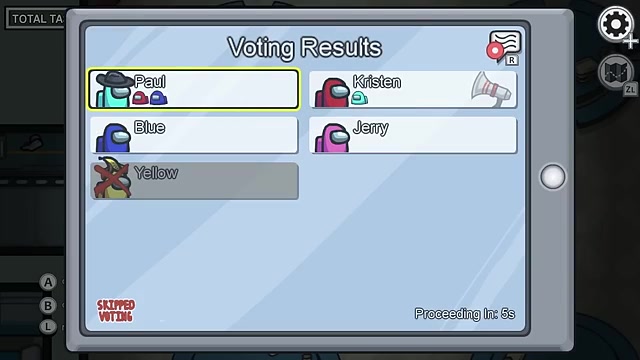 TOTAL TA
Voting Results
R
Paul
Kristen
ZL
Blue
Jerry
Yellow
A
B
L
SKIPPED
VOTING
Proceeding In: 5s